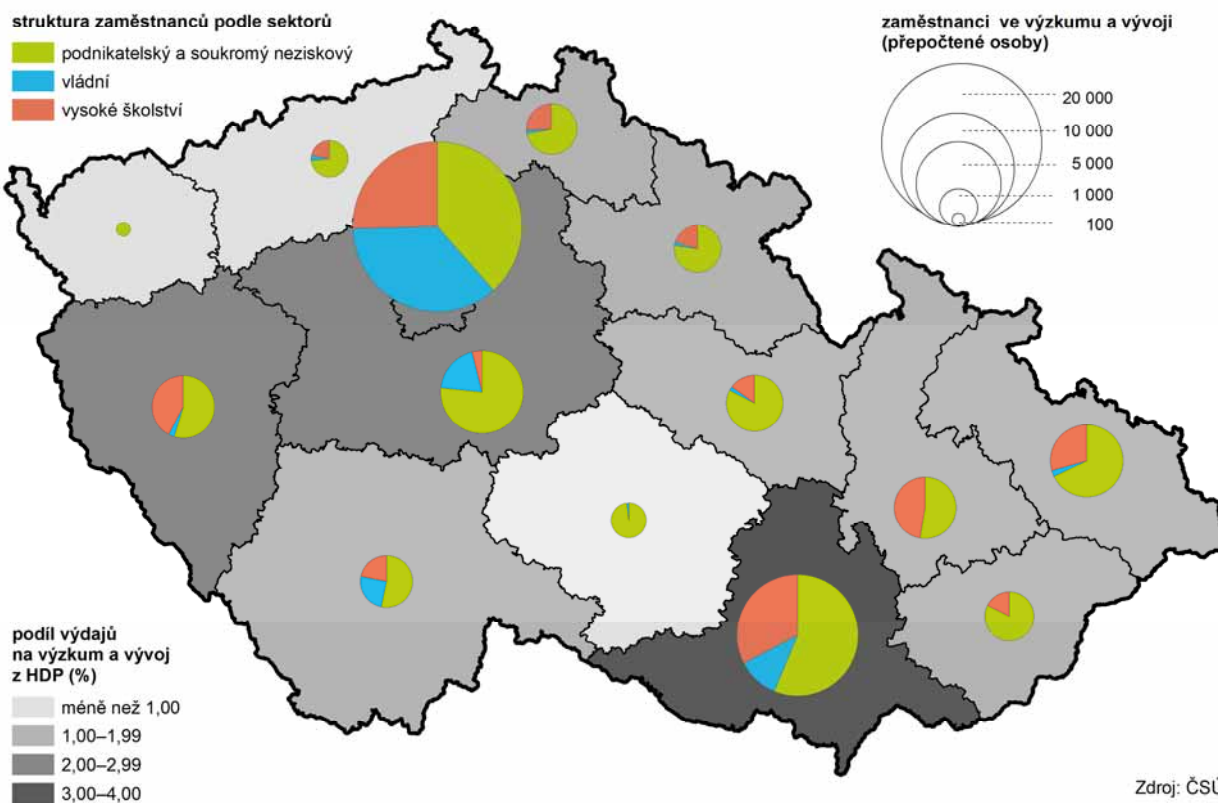 struktura zaměstnanců podle sektorů
podnikatelský a soukromý neziskový
vládní
vysoké školství
zaměstnanci ve výzkumu a vývoji
(přepočtené osoby)
20 000
10 000
5 000
1 000
100
podíl výdajů
na výzkum a vývoj
z HDP (%)
méně než 1,00
1,00–1,99
2,00–2,99
3,00–4,00
Zdroj: ČSÚ